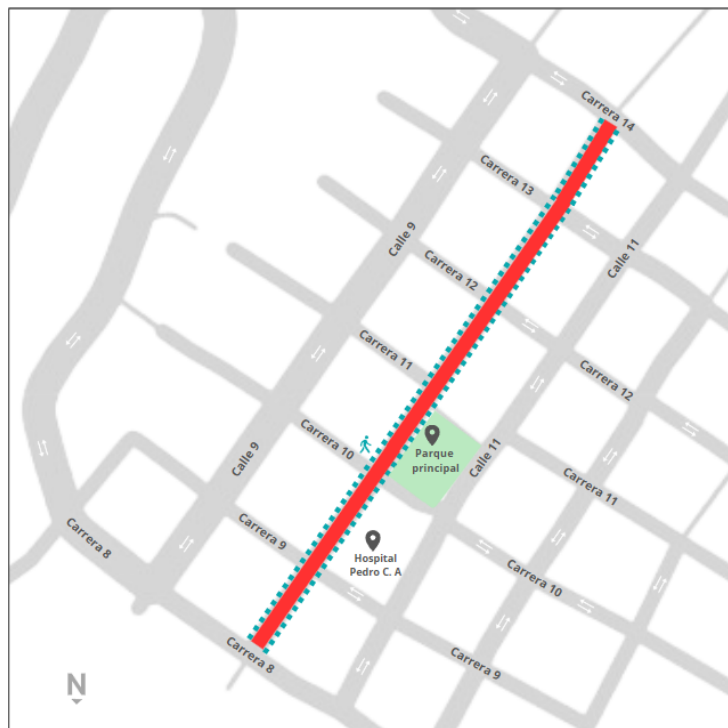 Carrera 14
Carrera 13
Calle 9
Calle 11
Carrera 12
Carrera 11
Carrera 12
Parque
principal
Carrera 10
Calle 9
Calle 11
Carrera 11
Carrera 8
Carrera 9
Hospital
Pedro C. A
Carrera 10
Carrera 8
Carrera 9
N